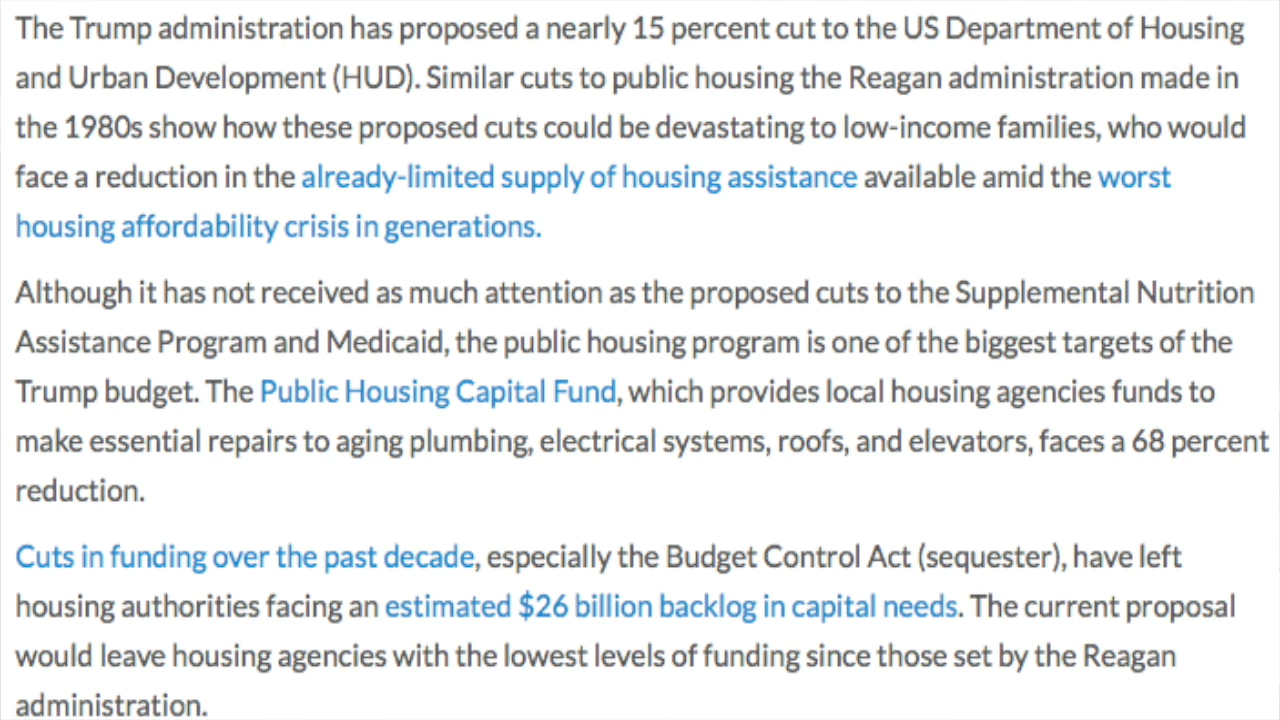 The Trump administration has proposed a nearly 15 percent cut to the US Department of Housing
and Urban Development (HUD). Similar cuts to public housing the Reagan administration made in
the 1980s show how these proposed cuts could be devastating to low-income families, who would
face a reduction in the already-limited supply of housing assistance available amid the worst
housing affordability crisis in generations.
Although it has not received as much attention as the proposed cuts to the Supplemental Nutrition
Assistance Program and Medicaid, the public housing program is one of the biggest targets of the
Trump budget. The Public Housing Capital Fund, which provides local housing agencies funds to
make essential repairs to aging plumbing, electrical systems, roofs, and elevators, faces a 68 percent
reduction.
Cuts in funding over the past decade, especially the Budget Control Act (sequester), have left
housing authorities facing an estimated $26 billion backlog in capital needs. The current proposal
would leave housing agencies with the lowest levels of funding since those set by the Reagan
administration.